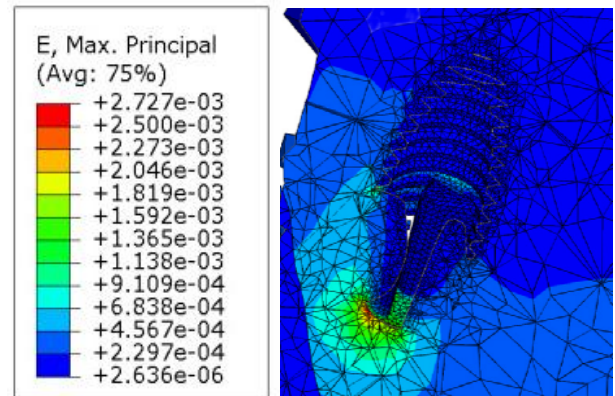 E, Max. Principal
(Avg: 75%)
+2.727e-03
+2.500e-03
+2.273e-03
+2.046e-03
+1.819e-03
+1.592e-03
+1.365e-03
+1.138e-03
+9.109e-04
+6.838e-04
+4.567e-04
+2.297e-04
+2.636e-06